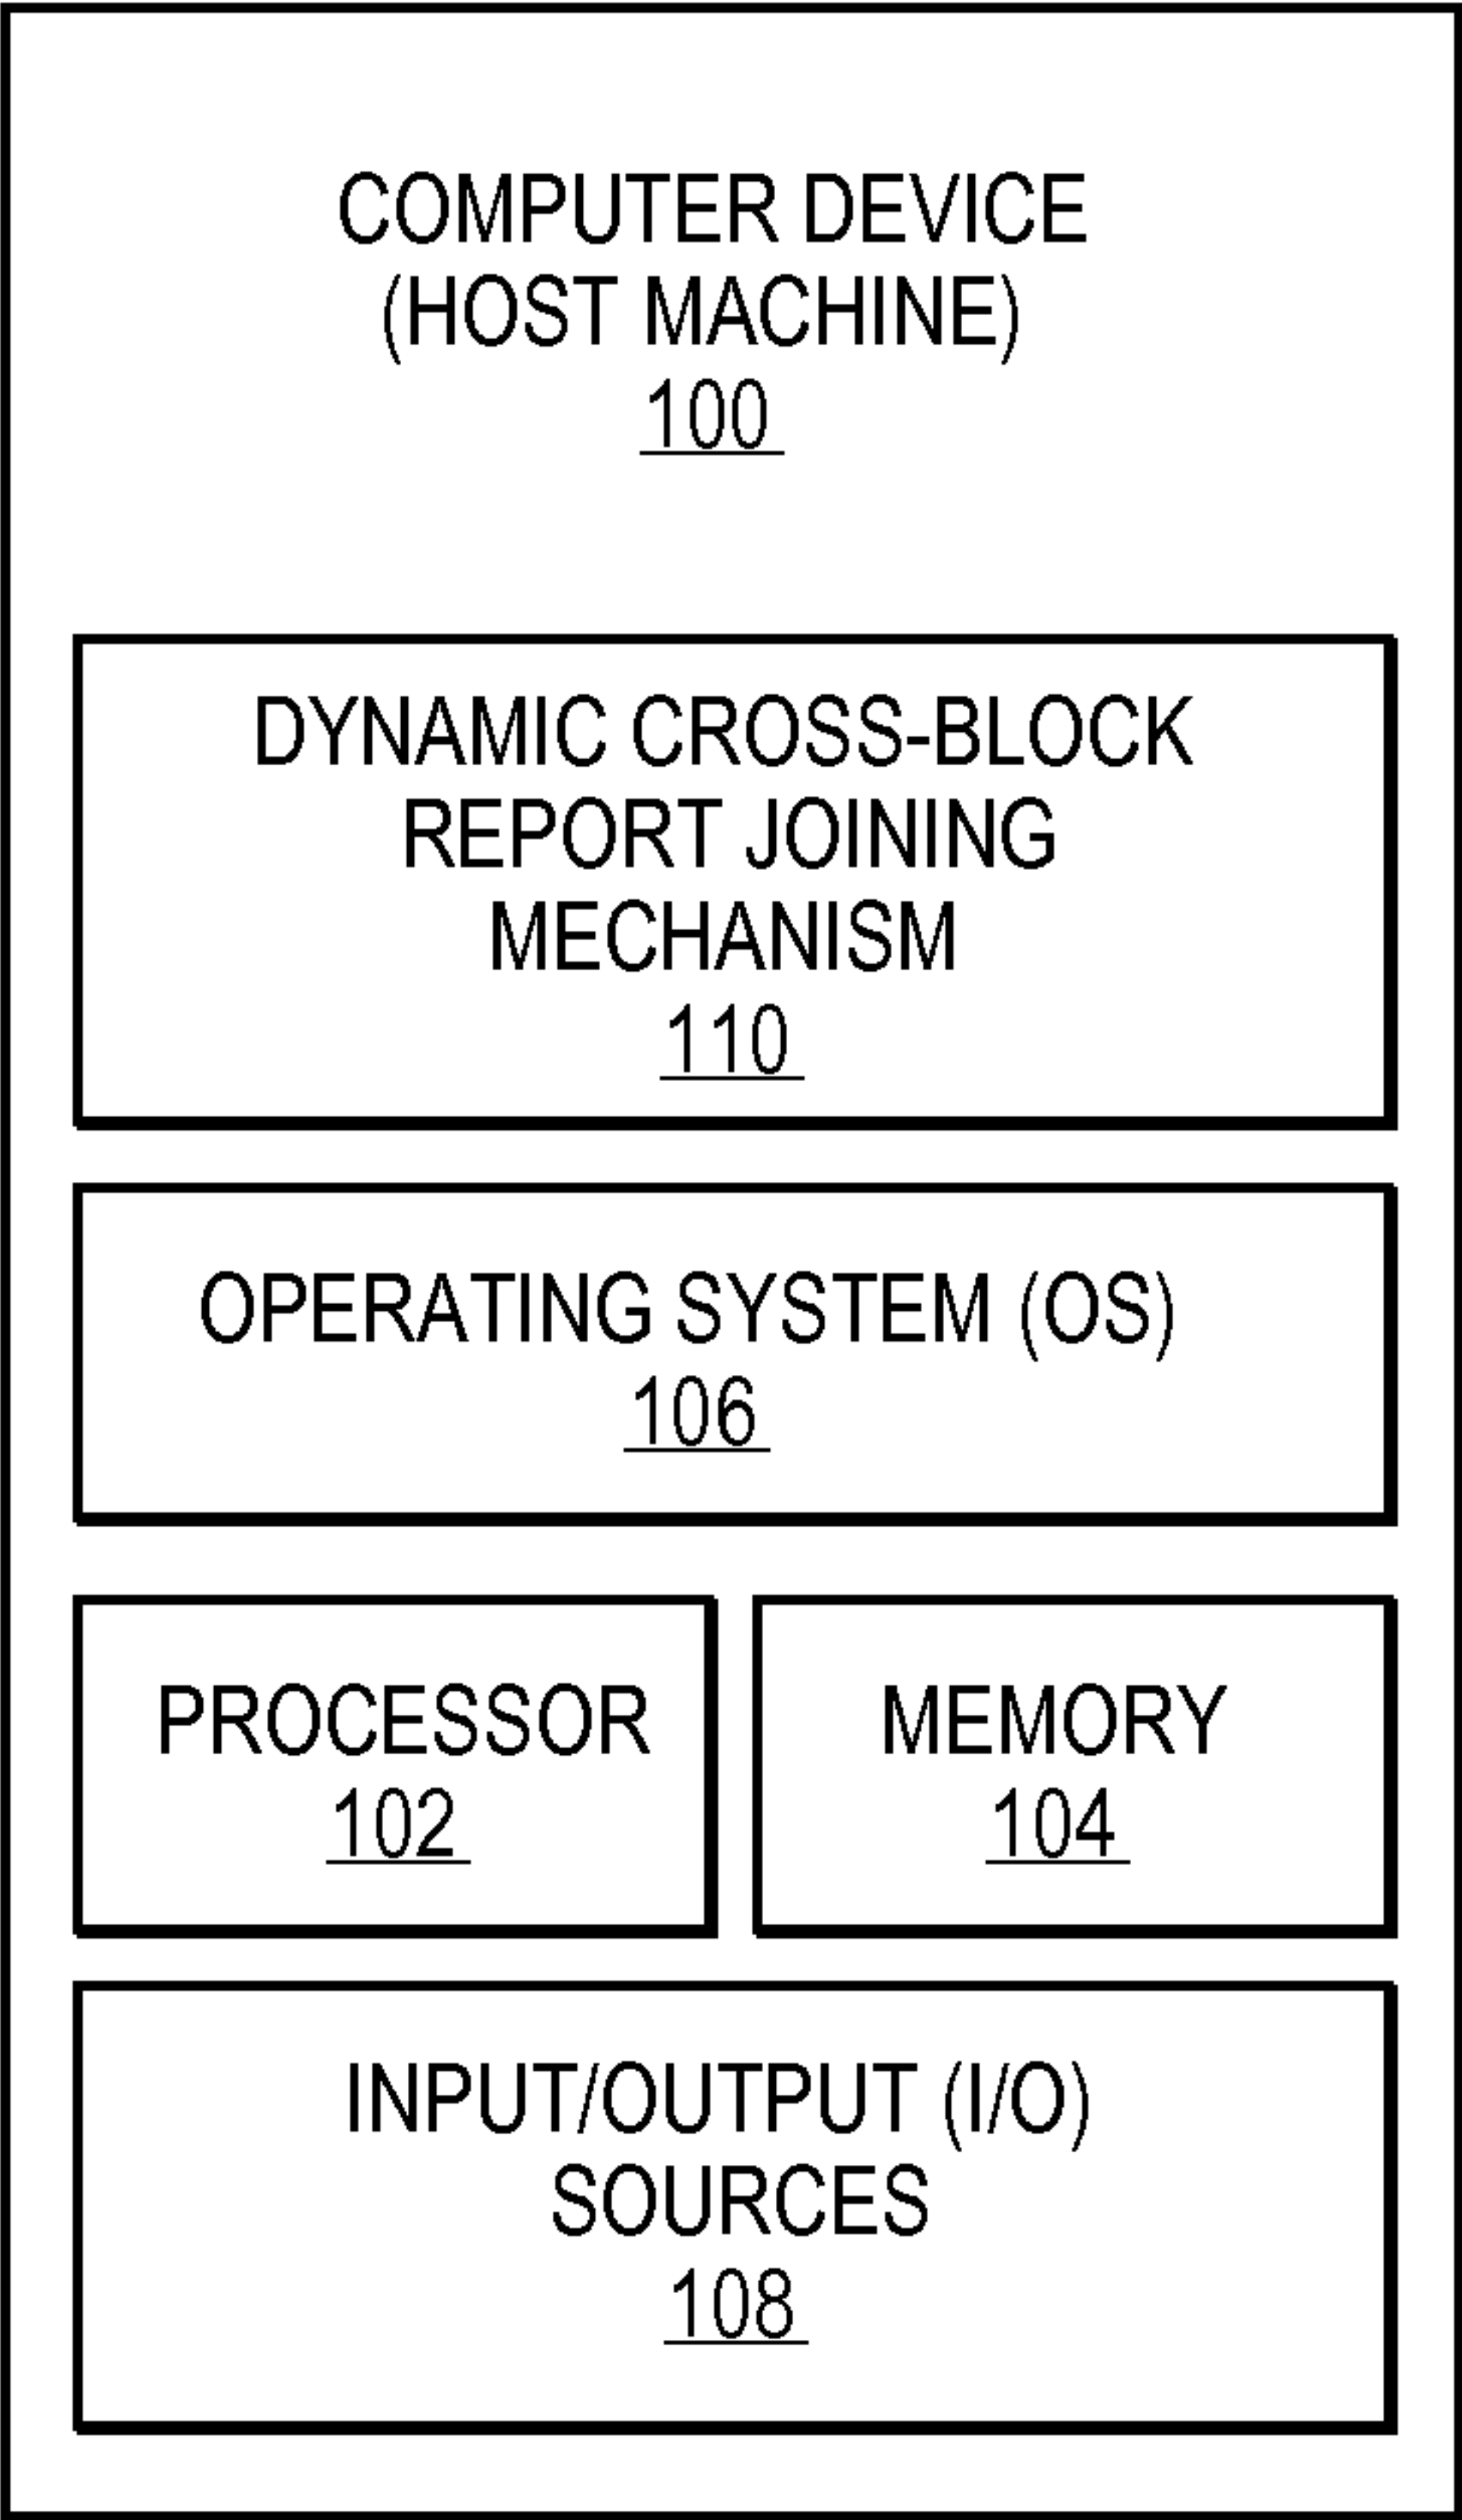 COMPUTER DEVICE
(HOST MACHINE)
100
DYNAMIC CROSS-BLOCK
REPORT JOINING
MECHANISM
110
OPERATING SYSTEM (OS)
106
PROCESSOR
102
MEMORY
104
INPUT/OUTPUT (I/O)
SOURCES
108